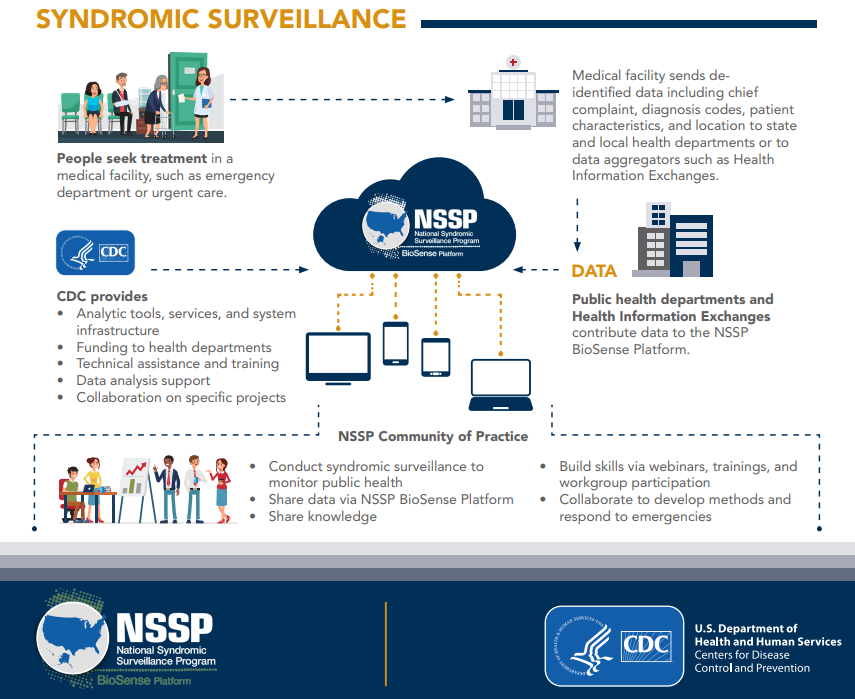 SYNDROMIC SURVEILLANCE
People seek treatment in a
medical facility, such as emergency
department or urgent care.
Medical facility sends de-
identified data including chief
complaint, diagnosis codes, patient
characteristics, and location to state
and local health departments or to
data aggregators such as Health
Information Exchanges.
NSSP
National Syndromic
Surveillance Program
BioSense Platform
CDC
CDC provides
• Analytic tools, services, and system
infrastructure
• Funding to health departments
• Technical assistance and training
• Data analysis support
• Collaboration on specific projects
DATA
Public health departments and
Health Information Exchanges
contribute data to the NSSP
BioSense Platform.
NSSP Community of Practice
• Conduct syndromic surveillance to
monitor public health
• Share data via NSSP BioSense Platform
• Share knowledge
• Build skills via webinars, trainings, and
workgroup participation
• Collaborate to develop methods and
respond to emergencies
NSSP
National Syndromic
Surveillance Program
BioSense Platform
CDC
U.S. Department of
Health and Human Services
Centers for Disease
Control and Prevention